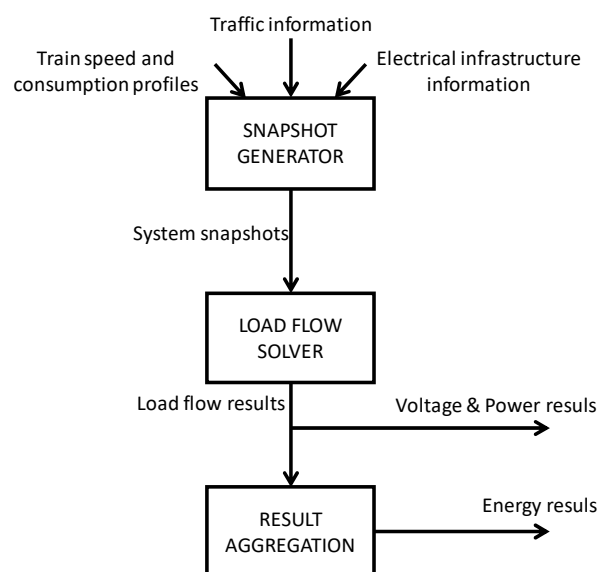 Traffic information
Train speed and
consumption profiles
Electrical infrastructure
information
SNAPSHOT
GENERATOR
System snapshots
LOAD FLOW
SOLVER
Load flow results
Voltage & Power resuls
RESULT
AGGREGATION
Energy resuls